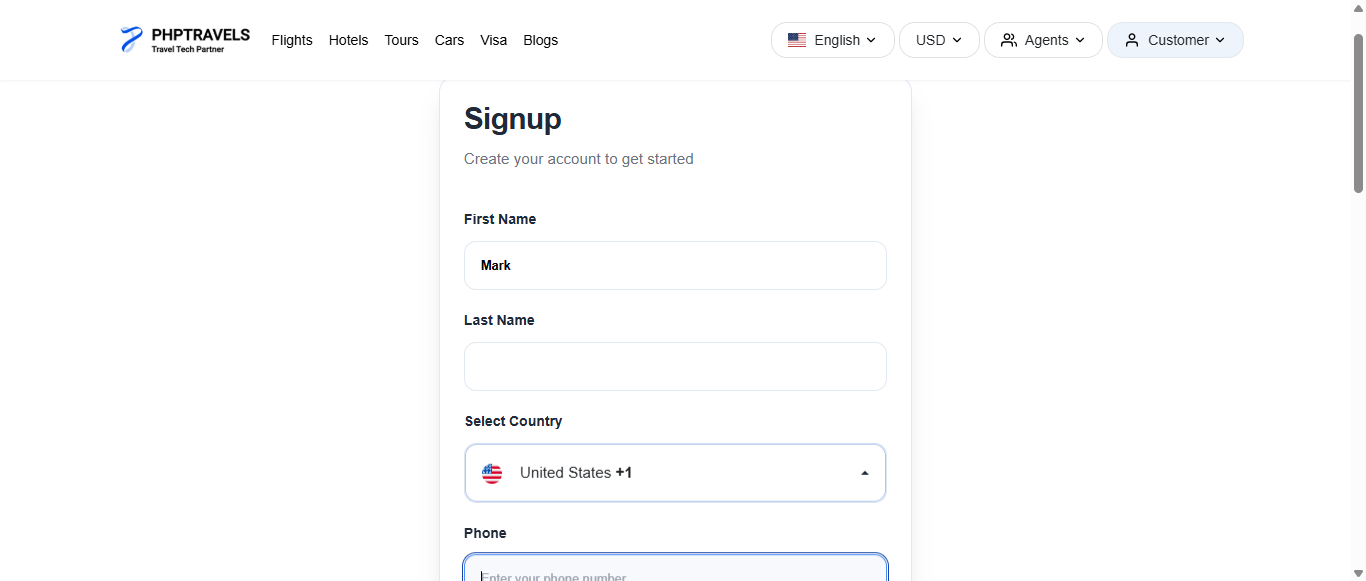 PHPTRAVELS
Travel Tech Partner
Flights Hotels Tours Cars Visa Blogs
English USD Agents Customer
Signup
Create your account to get started
First Name
Mark
Last Name
Select Country
United States +1
Phone
Enter your phone number